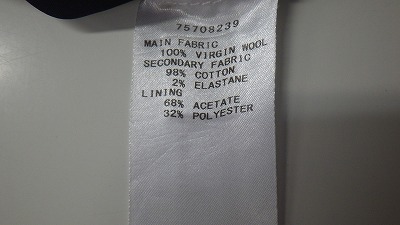 75708239
MAIN FABRIC
100% VIRGIN WOOL
SECONDARY FABRIC
98% COTTON
2% ELASTANE
LINING
68% ACETATE
32% POLYESTER